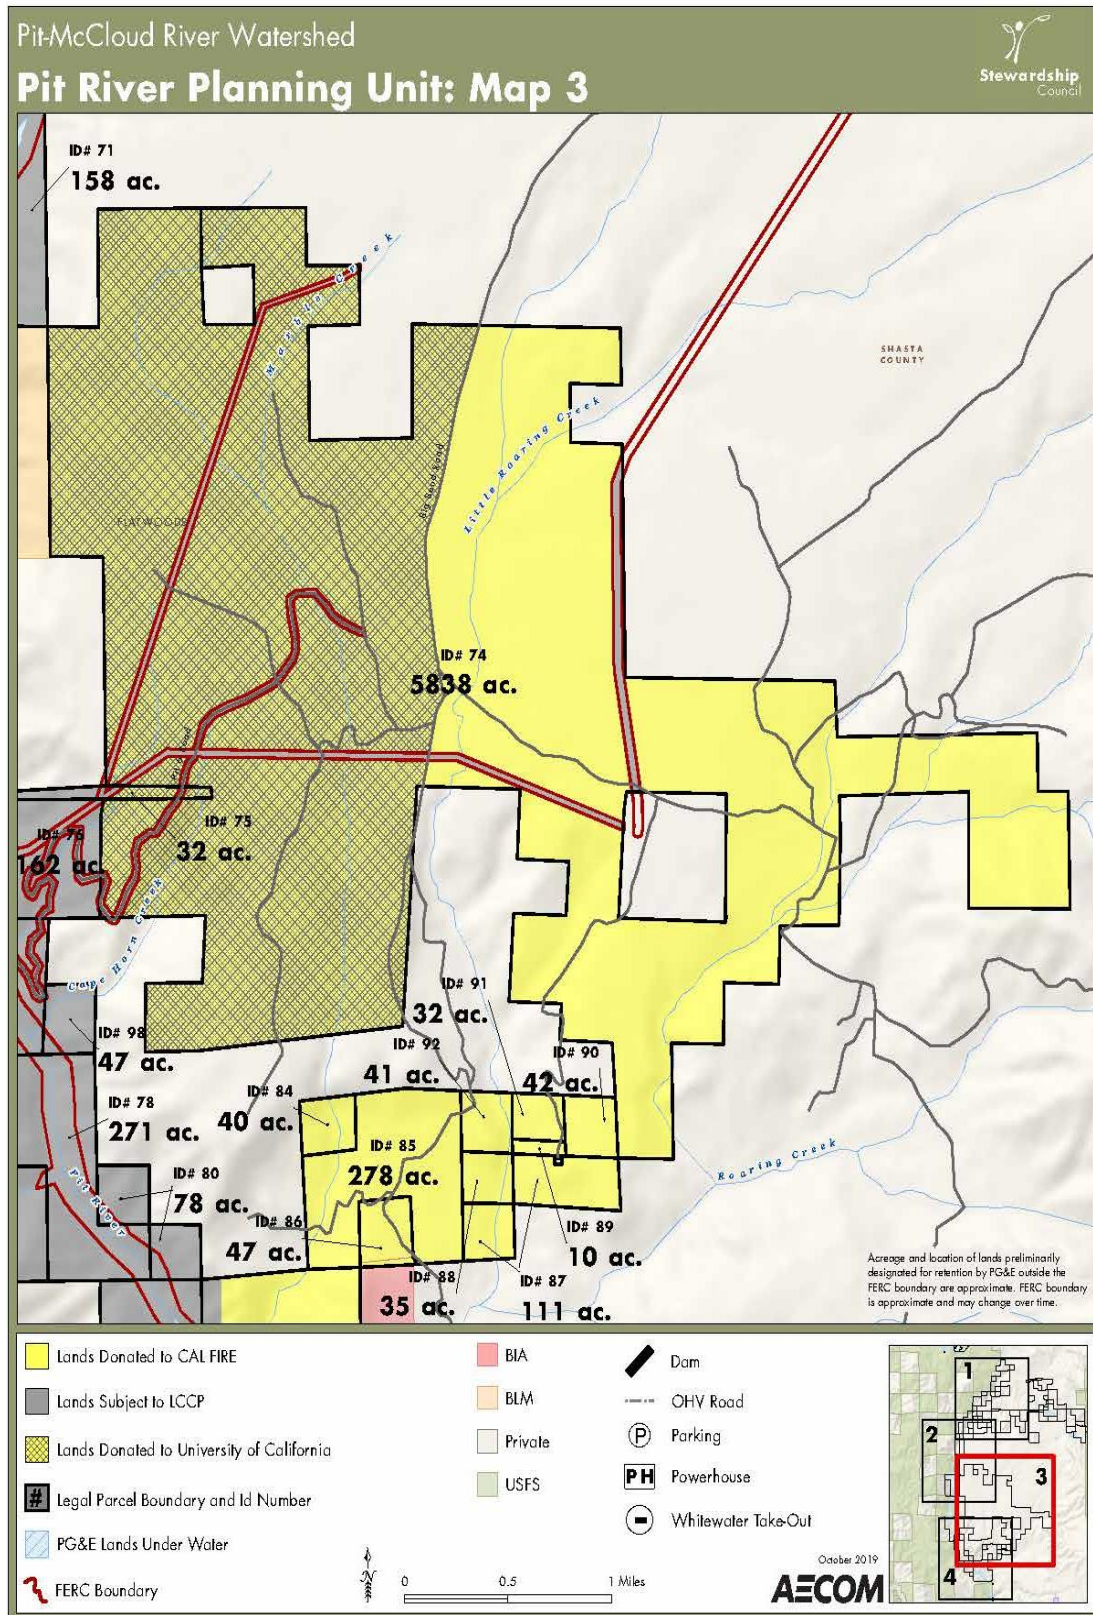 Pit-McCloud River Watershed
Pit River Planning Unit: Map 3
Stewardship
Council
ID# 71
158 ac.
Marble Creek
SHASTA
COUNTY
Little Roaring Creek
Big Bend Road
FLATWOODS
ID# 74
5838 ac.
Road
ID# 75
32 ac.
ID# 76
162 ac.
Cape Horn Creek
ID# 91
32 ac.
ID# 98
47 ac.
ID# 92
41 ac.
ID# 90
42 ac.
ID# 84
40 ac.
ID# 78
271 ac.
ID# 85
278 ac.
Roaring Creek
ID# 80
78 ac.
Pit River
ID# 86
47 ac.
ID# 89
10 ac.
ID# 88
35 ac.
ID# 87
111 ac.
Acreage and location of lands preliminarily
designated for retention by PG&E outside the
FERC boundary are approximate. FERC boundary
is approximate and may change over time.
Lands Donated to CAL FIRE
Lands Subject to LCCP
Lands Donated to University of California
# Legal Parcel Boundary and Id Number
PG&E Lands Under Water
FERC Boundary
BIA
BLM
Private
USFS
Dam
OHV Road
P Parking
PH Powerhouse
Whitewater Take-Out
N
0 0.5 1 Miles
October 2019
AECOM
1
2
3
4